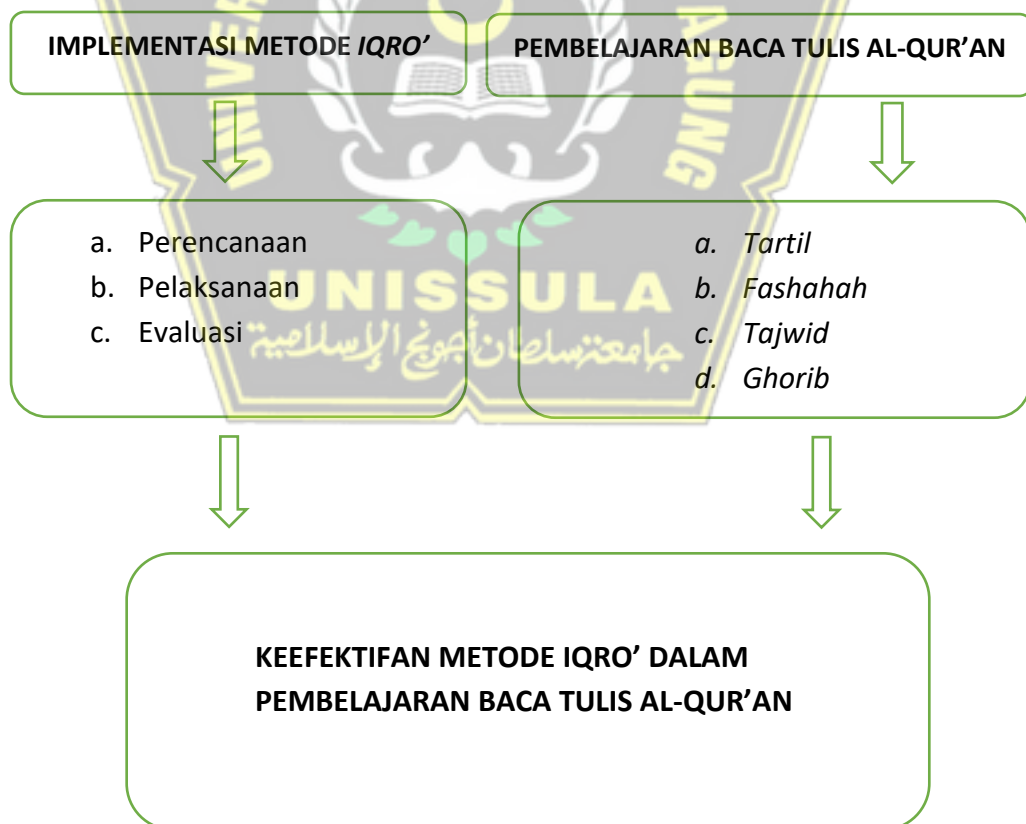 IMPLEMENTASI METODE IQRO’
PEMBELAJARAN BACA TULIS AL-QUR’AN
a. Perencanaan
b. Pelaksanaan
c. Evaluasi
a. Tartil
b. Fashahah
c. Tajwid
d. Ghorib
UNISSULA
جامعة سلطان أجونج الإسلامية
KEEFEKTIFAN METODE IQRO’ DALAM
PEMBELAJARAN BACA TULIS AL-QUR’AN